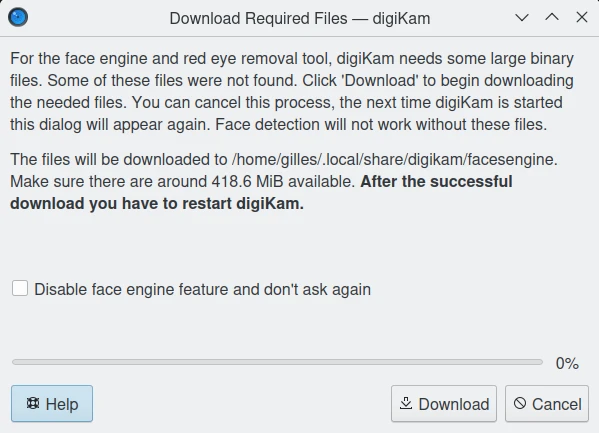 Download Required Files — digiKam
For the face engine and red eye removal tool, digiKam needs some large binary
files. Some of these files were not found. Click 'Download' to begin downloading
the needed files. You can cancel this process, the next time digiKam is started
this dialog will appear again. Face detection will not work without these files.
The files will be downloaded to /home/gilles/.local/share/digikam/facesengine.
Make sure there are around 418.6 MiB available. After the successful
download you have to restart digiKam.
Disable face engine feature and don't ask again
0%
Help
Download
Cancel